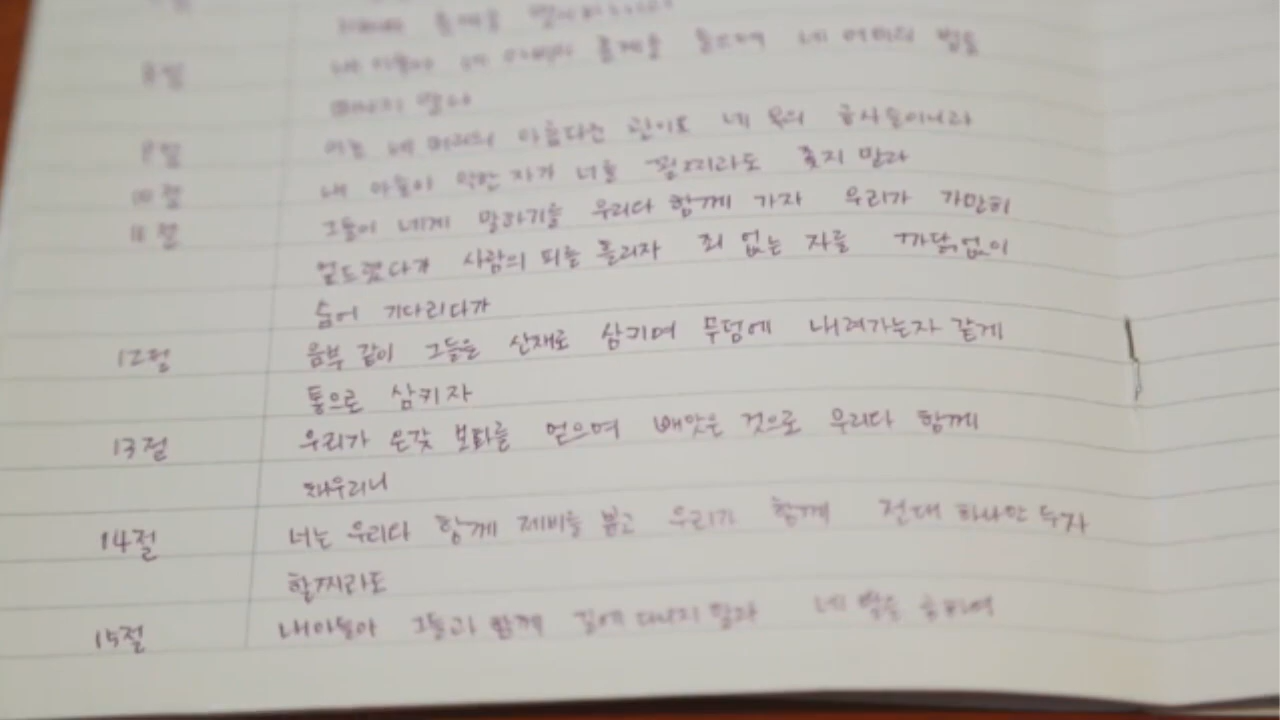 내 아들아 네 아비의 훈계를 들으며 네 어미의 법을
떠나지 말라
9절 이는 네 머리의 아름다운 관이요 네 목의 금사슬이니라
10절 내 아들아 악한 자가 너를 꾈찌라도 좇지 말라
11절 그들이 네게 말하기를 우리다 함께 가자 우리가 가만히
엎드렸다가 사람의 피를 흘리자 죄 없는 자를 까닭없이
숨어 기다리다가
12절 음부 같이 그들을 산채로 삼키며 무덤에 내려가는자 같게
통으로 삼키자
13절 우리가 온갖 보화를 얻으며 빼앗은 것으로 우리다 함께
채우리니
14절 너는 우리다 함께 제비를 뽑고 우리가 함께 전대 하나만 두자
할찌라도
15절 내아들아 그들과 함께 길에 다니지 말라 네 발을 금하여